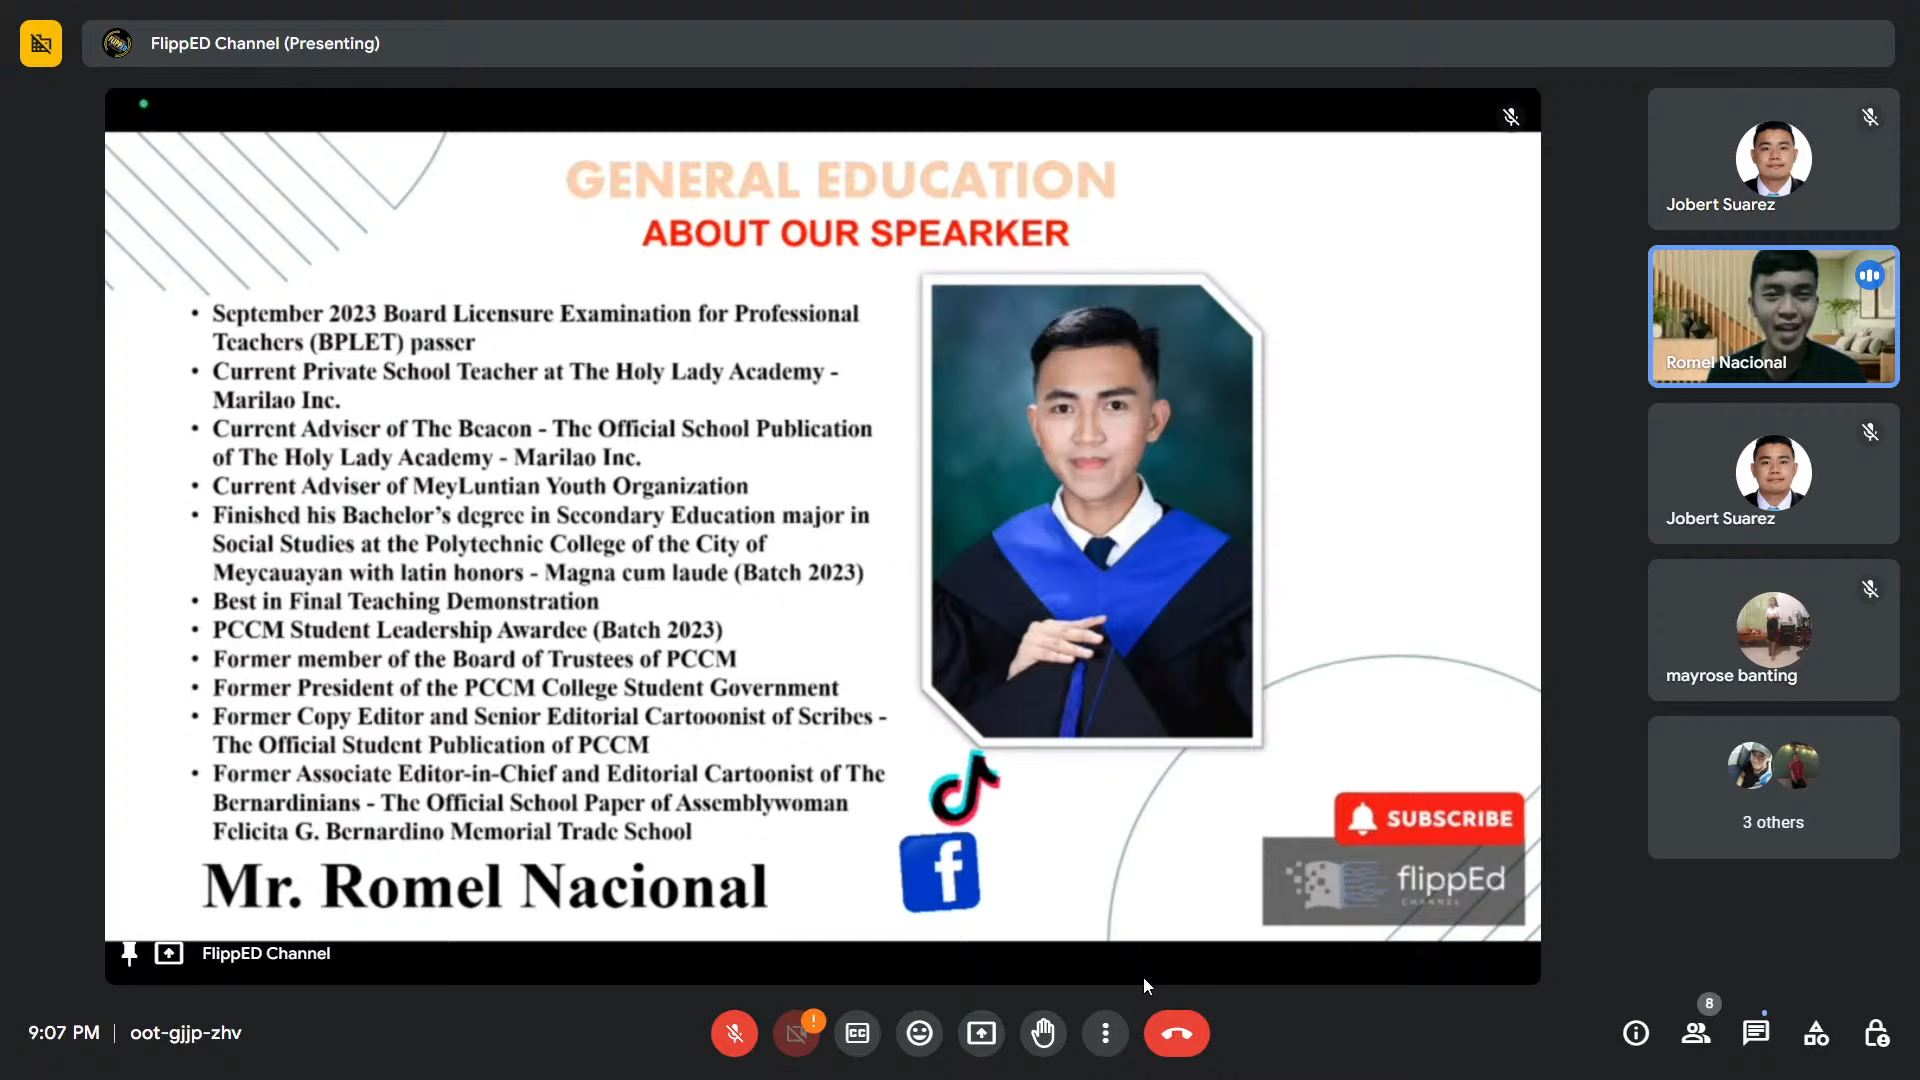 FlippED Channel (Presenting)
GENERAL EDUCATION
ABOUT OUR SPEARKER
• September 2023 Board Licensure Examination for Professional
Teachers (BPLET) passer
• Current Private School Teacher at The Holy Lady Academy -
Marilao Inc.
• Current Adviser of The Beacon - The Official School Publication
of The Holy Lady Academy - Marilao Inc.
• Current Adviser of MeyLuntian Youth Organization
• Finished his Bachelor's degree in Secondary Education major in
Social Studies at the Polytechnic College of the City of
Meycauayan with latin honors - Magna cum laude (Batch 2023)
• Best in Final Teaching Demonstration
• PCCM Student Leadership Awardee (Batch 2023)
• Former member of the Board of Trustees of PCCM
• Former President of the PCCM College Student Government
• Former Copy Editor and Senior Editorial Cartooonist of Scribes -
The Official Student Publication of PCCM
• Former Associate Editor-in-Chief and Editorial Cartoonist of The
Bernardinians - The Official School Paper of Assemblywoman
Felicita G. Bernardino Memorial Trade School
Mr. Romel Nacional
f
SUBSCRIBE
flippEd
CHANNEL
FlippED Channel
Jobert Suarez
Romel Nacional
Jobert Suarez
mayrose banting
3 others
9:07 PM | oot-gjjp-zhv
!
CC
8